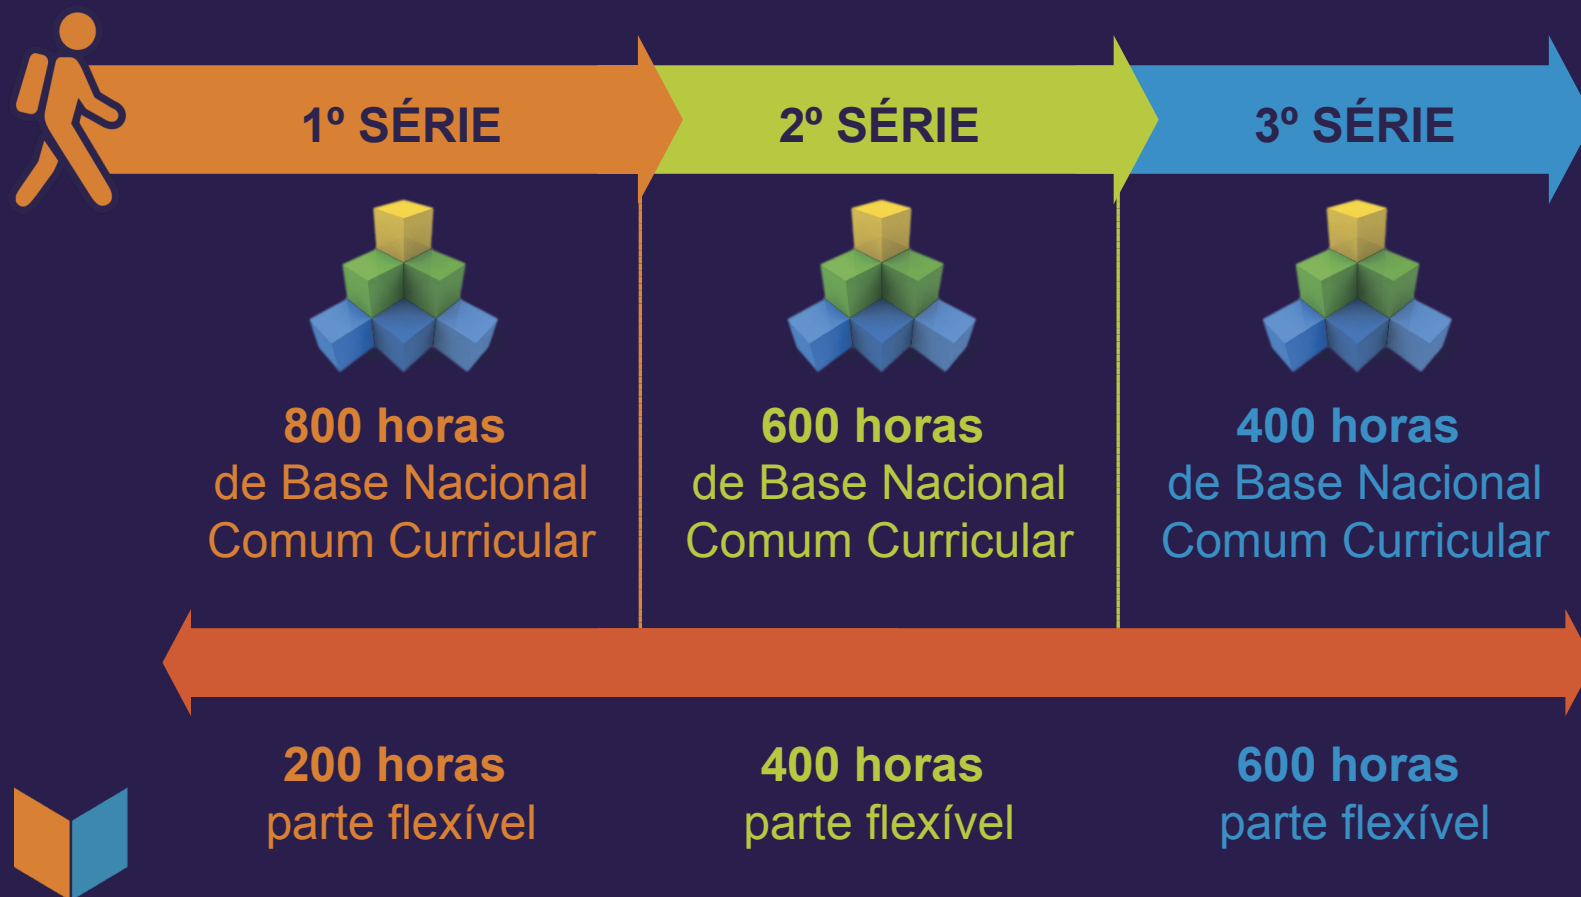 1º SÉRIE
2º SÉRIE
3º SÉRIE
800 horas
de Base Nacional
Comum Curricular
600 horas
de Base Nacional
Comum Curricular
400 horas
de Base Nacional
Comum Curricular
200 horas
parte flexível
400 horas
parte flexível
600 horas
parte flexível